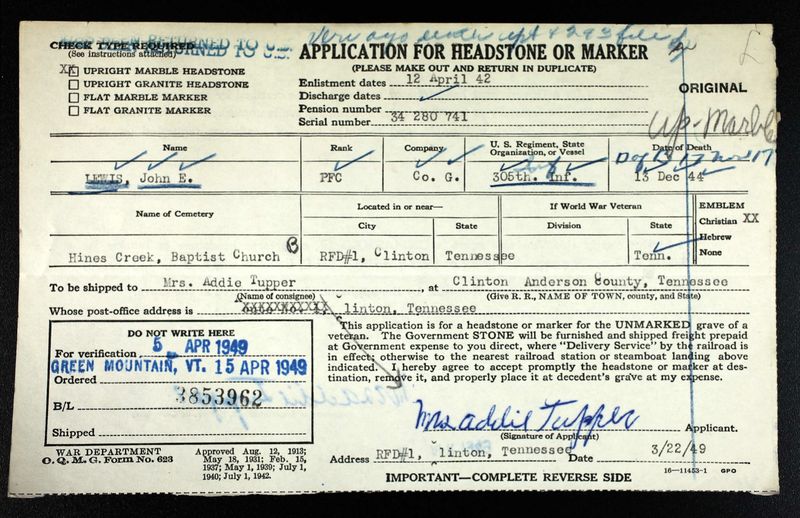 RETURNED TO U.S.
CHECK TYPE REQUIRED
(See instructions attached)
XX UPRIGHT MARBLE HEADSTONE
UPRIGHT GRANITE HEADSTONE
FLAT MARBLE MARKER
FLAT GRANITE MARKER
APPLICATION FOR HEADSTONE OR MARKER
(PLEASE MAKE OUT AND RETURN IN DUPLICATE)
Enlistment dates 12 April 42
Discharge dates
Pension number
Serial number 34 280 741
ORIGINAL
Up-Marble
Name Rank Company U. S. Regiment, State Organization, or Vessel Date of Death
LEWIS, John E. PFC Co. G. 305th. Inf. 13 Dec 44
EMBLEM
Christian XX
Hebrew
None
Name of Cemetery Located in or near— If World War Veteran
City State Division State
Hines Creek, Baptist Church RFD#1, Clinton Tennessee Tenn.
To be shipped to Mrs. Addie Tupper, at Clinton Anderson County, Tennessee
(Name of consignee) (Give R. R., NAME OF TOWN, county, and State)
Whose post-office address is linton, Tennessee
DO NOT WRITE HERE
For verification 5 APR 1949
GREEN MOUNTAIN, VT. 15 APR 1949
Ordered
3853962
B/L
Shipped
This application is for a headstone or marker for the UNMARKED grave of a
veteran. The Government STONE will be furnished and shipped freight prepaid
at Government expense to you direct, where "Delivery Service" by the railroad is
in effect; otherwise to the nearest railroad station or steamboat landing above
indicated. I hereby agree to accept promptly the headstone or marker at des-
tination, remove it, and properly place it at decedent's grave at my expense.
Mrs Addie Tupper Applicant.
(Signature of Applicant)
Address RFD#1, linton, Tennessee Date 3/22/49
WAR DEPARTMENT
O. Q. M. G. Form No. 623
Approved Aug. 12, 1913;
May 18, 1931; Feb. 15,
1937; May 1, 1939; July 1,
1940; July 1, 1942.
16—11453-1 GPO
IMPORTANT—COMPLETE REVERSE SIDE